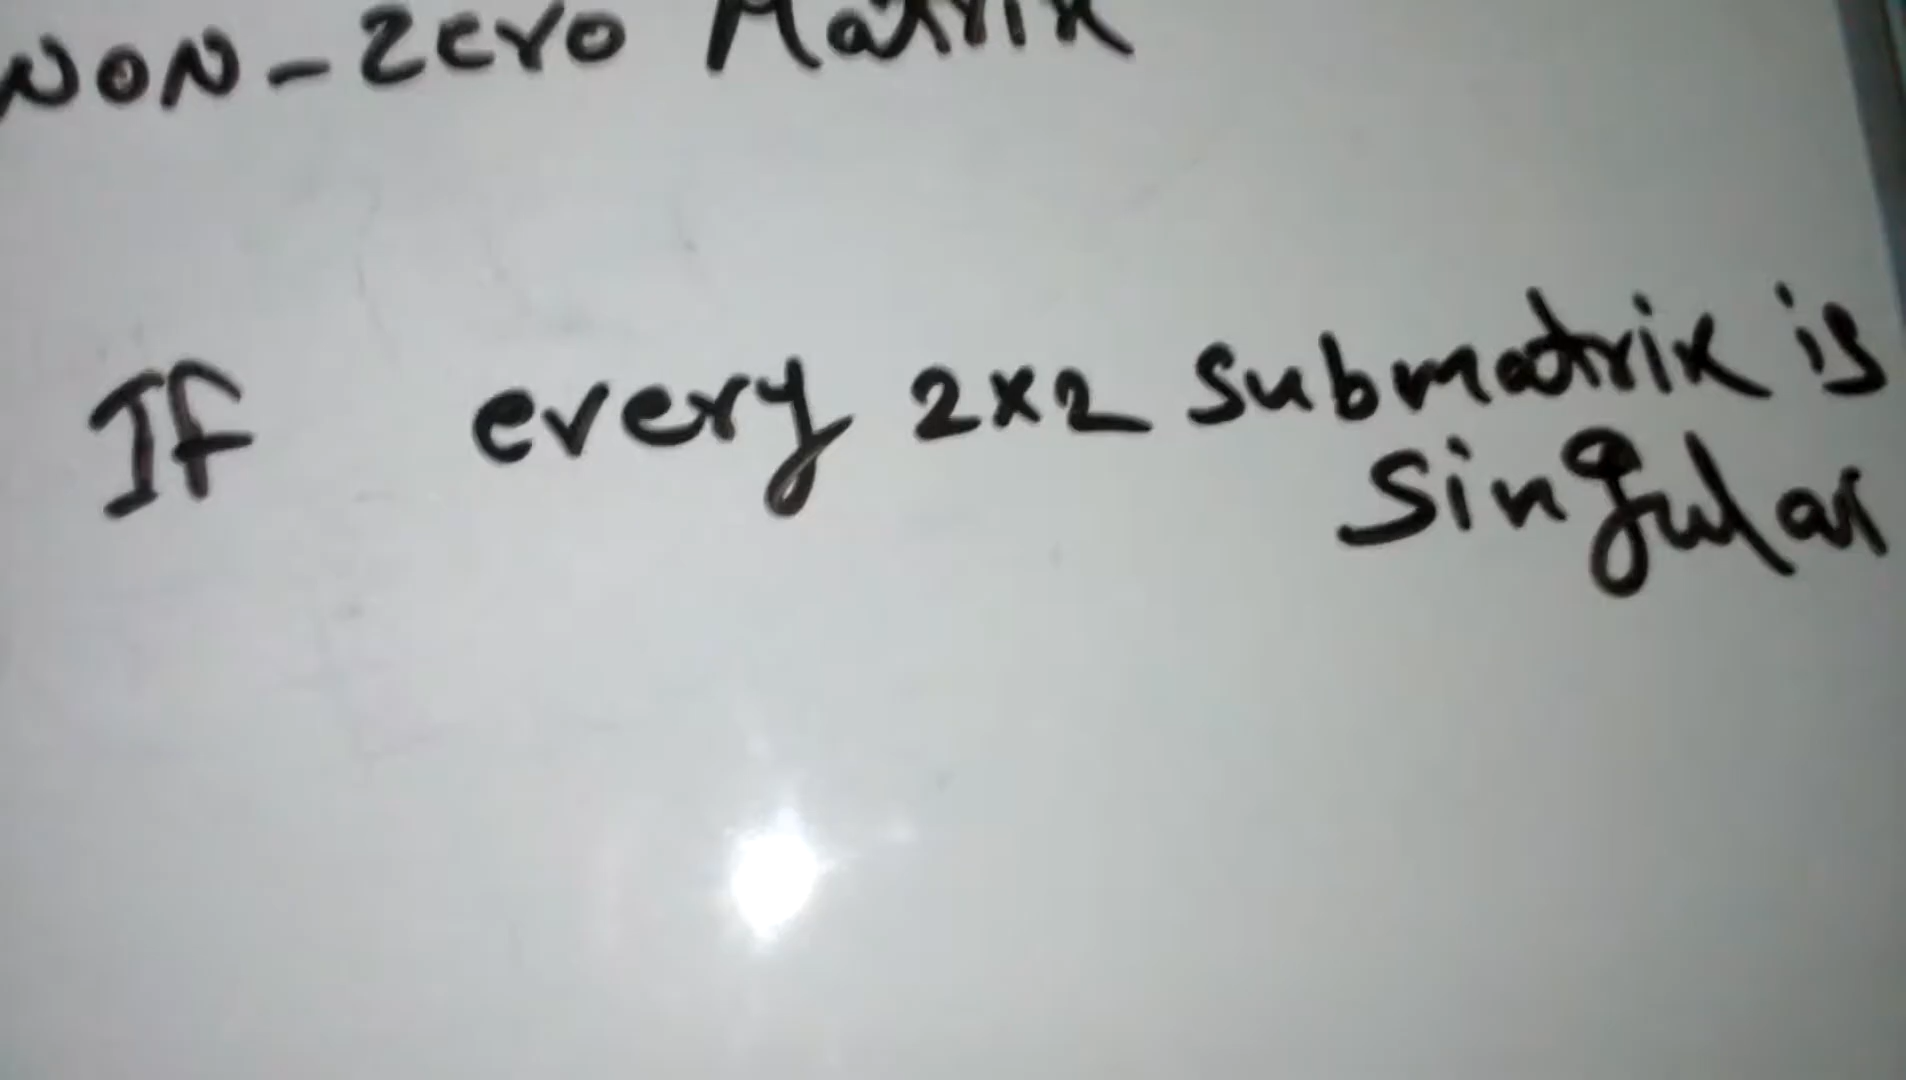 NON-Zero Matrix
If every 2x2 submatrix is
singular